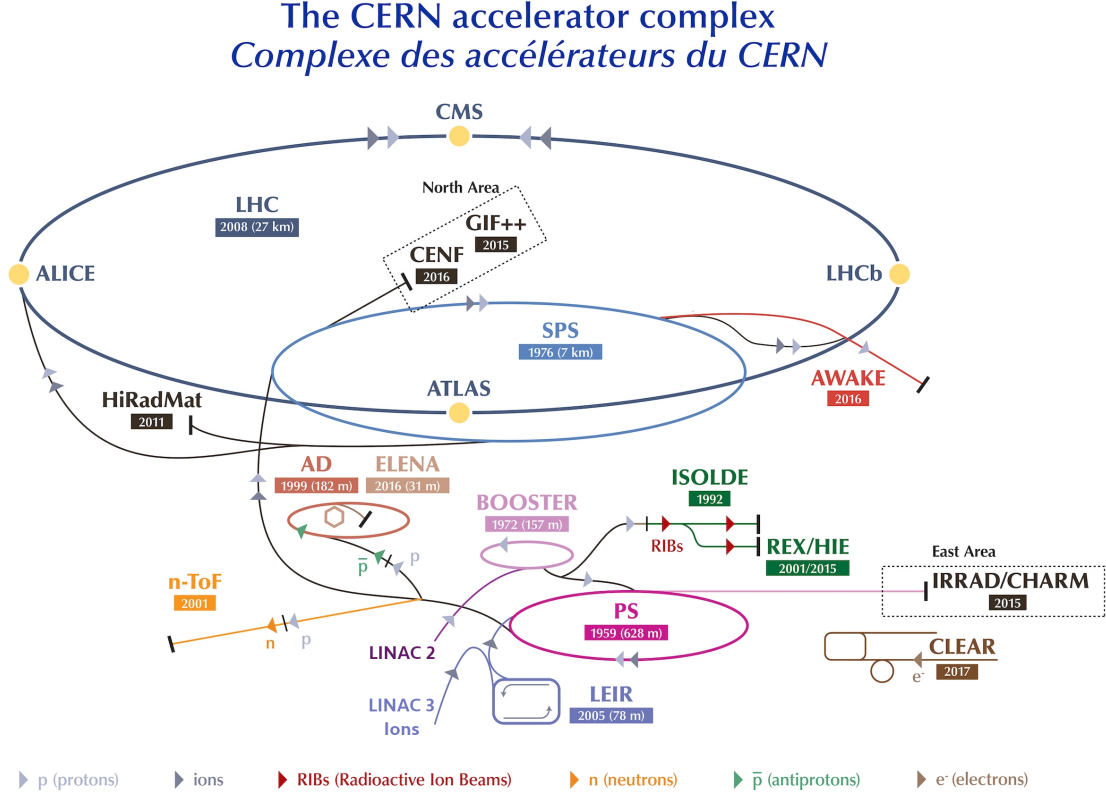 The CERN accelerator complex
Complexe des accélérateurs du CERN
CMS
North Area
LHC
2008 (27 km)
GIF++
2015
CENF
2016
ALICE
LHCb
SPS
1976 (7 km)
AWAKE
2016
ATLAS
HiRadMat
2011
AD
1999 (182 m)
ELENA
2016 (31 m)
ISOLDE
1992
BOOSTER
1972 (157 m)
RIBs
REX/HIE
2001/2015
East Area
IRRAD/CHARM
2015
p̅
p
n-ToF
2001
n
p
PS
1959 (628 m)
LINAC 2
CLEAR
2017
e-
LINAC 3
Ions
LEIR
2005 (78 m)
p (protons)
ions
RIBs (Radioactive Ion Beams)
n (neutrons)
p̅ (antiprotons)
e- (electrons)